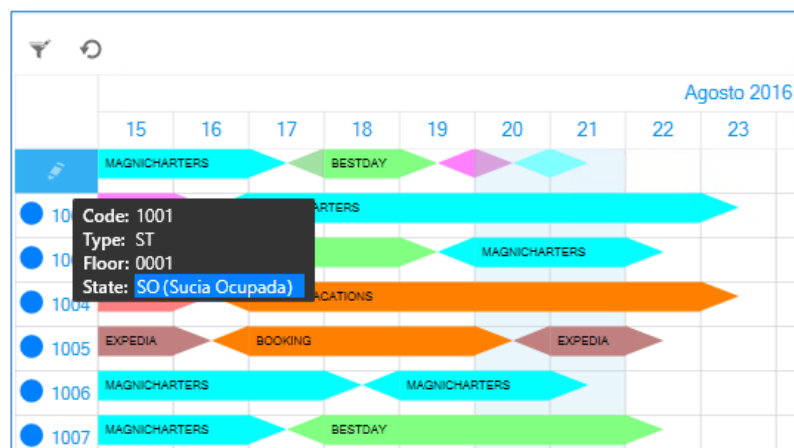 Agosto 2016
15 16 17 18 19 20 21 22 23
MAGNICHARTERS BESTDAY
ARTERS
Code: 1001
Type: ST
Floor: 0001
State: SO (Sucia Ocupada)
MAGNICHARTERS
1004 ACATIONS
1005 EXPEDIA BOOKING EXPEDIA
1006 MAGNICHARTERS MAGNICHARTERS
1007 MAGNICHARTERS BESTDAY